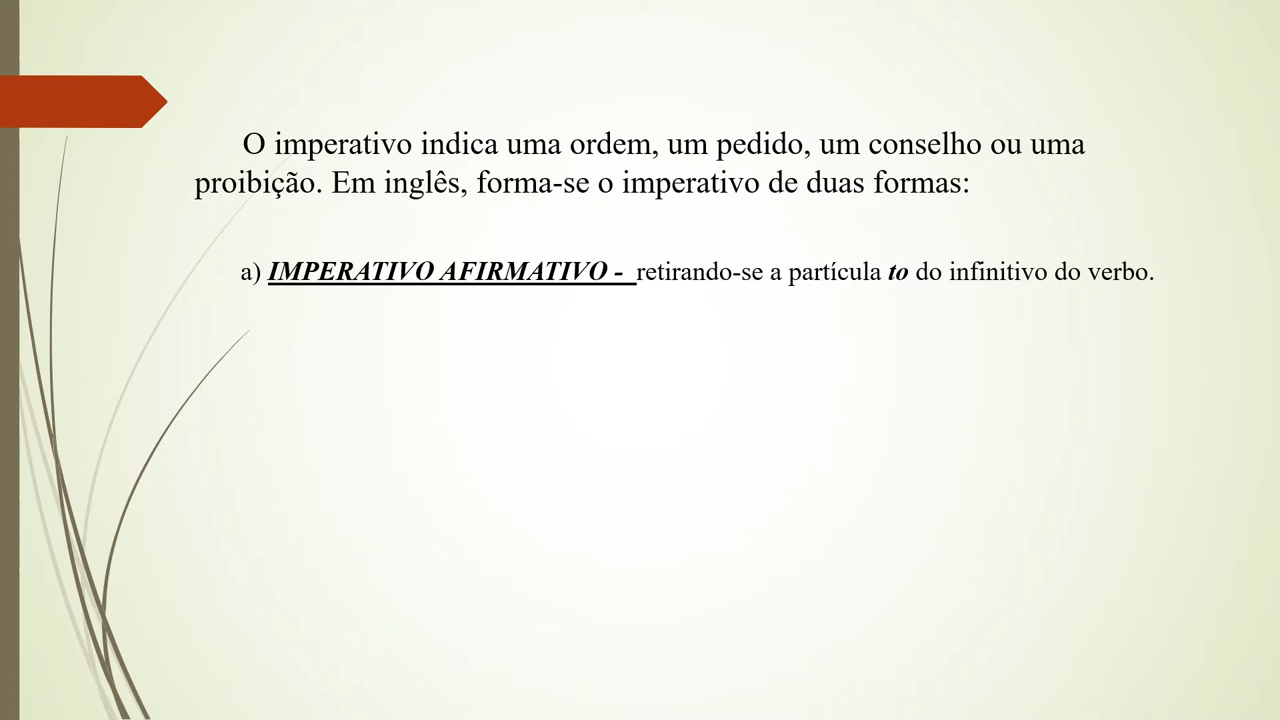 O imperativo indica uma ordem, um pedido, um conselho ou uma
proibição. Em inglês, forma-se o imperativo de duas formas:
a) IMPERATIVO AFIRMATIVO - retirando-se a partícula to do infinitivo do verbo.